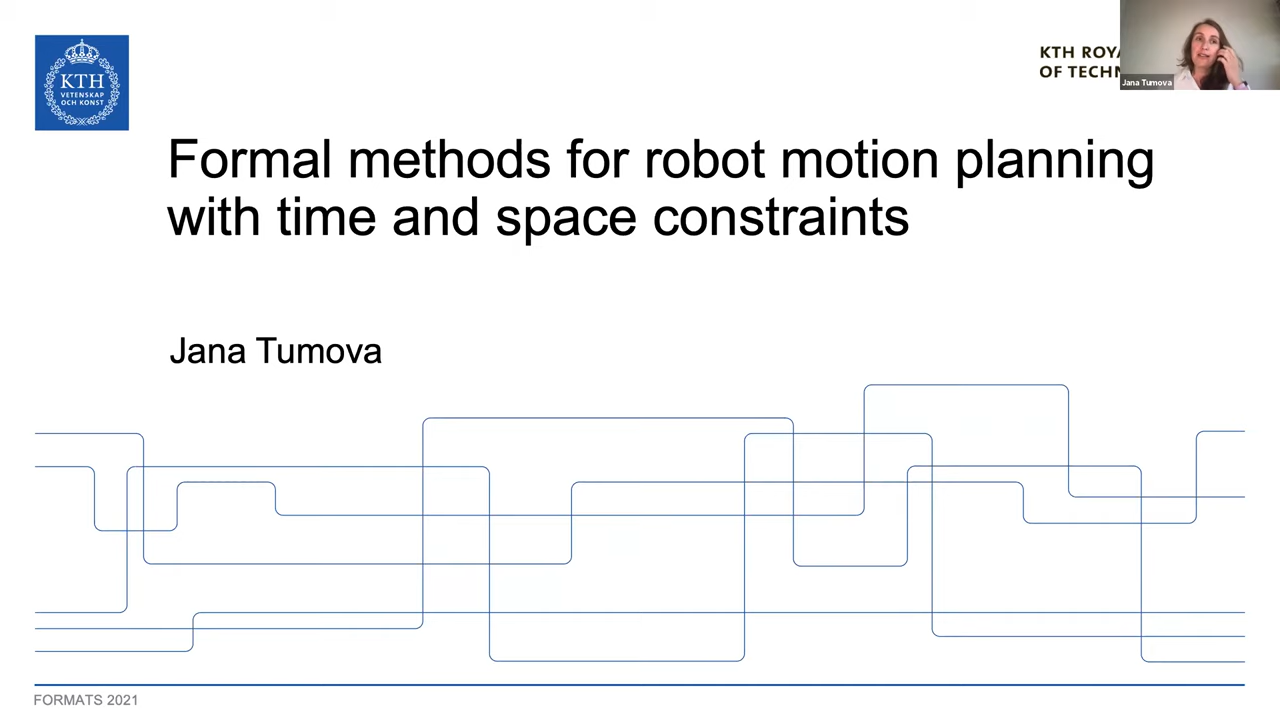 KTH
VETENSKAP
OCH KONST
KTH ROYA
OF TECHN
Jana Tumova
Formal methods for robot motion planning
with time and space constraints
Jana Tumova
FORMATS 2021